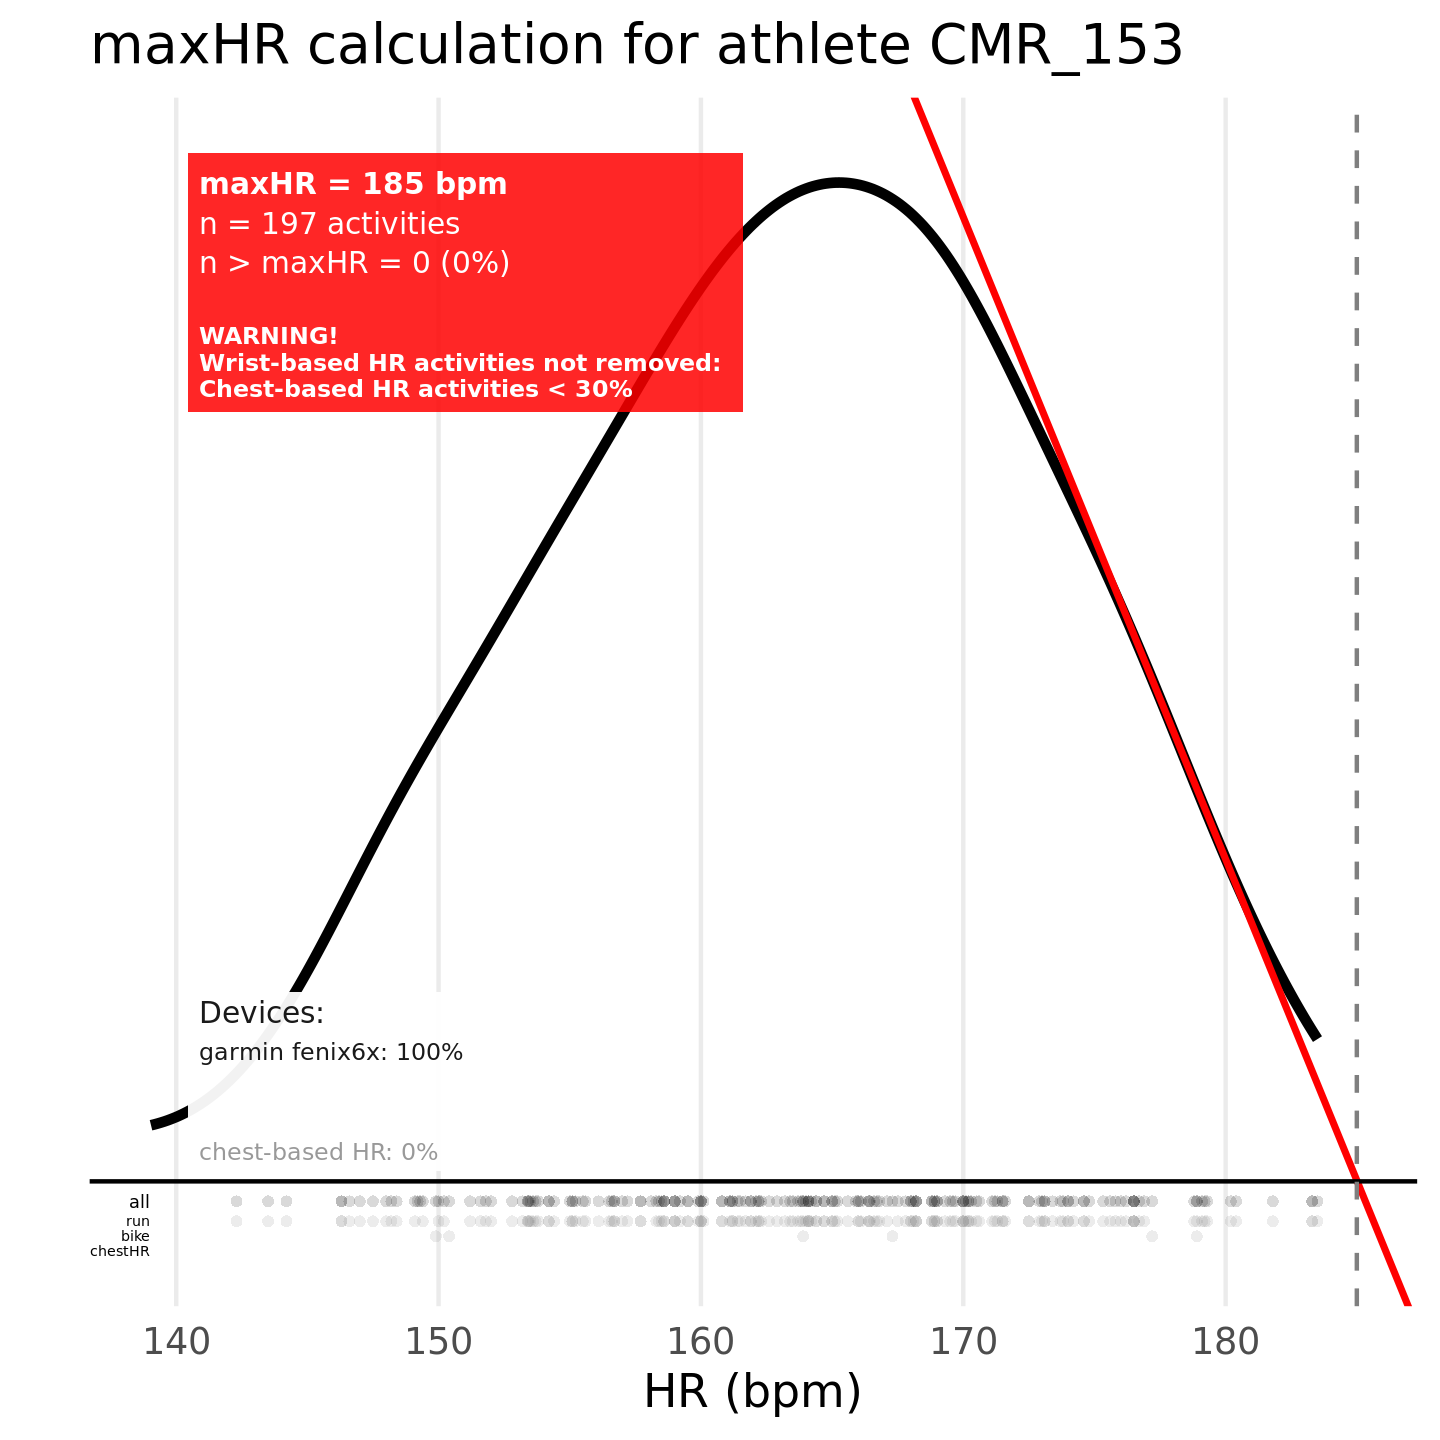 maxHR calculation for athlete CMR_153
maxHR = 185 bpm
n = 197 activities
n > maxHR = 0 (0%)
WARNING!
Wrist-based HR activities not removed:
Chest-based HR activities < 30%
Devices:
garmin fenix6x: 100%
chest-based HR: 0%
all
run
bike
chestHR
140 150 160 170 180
HR (bpm)